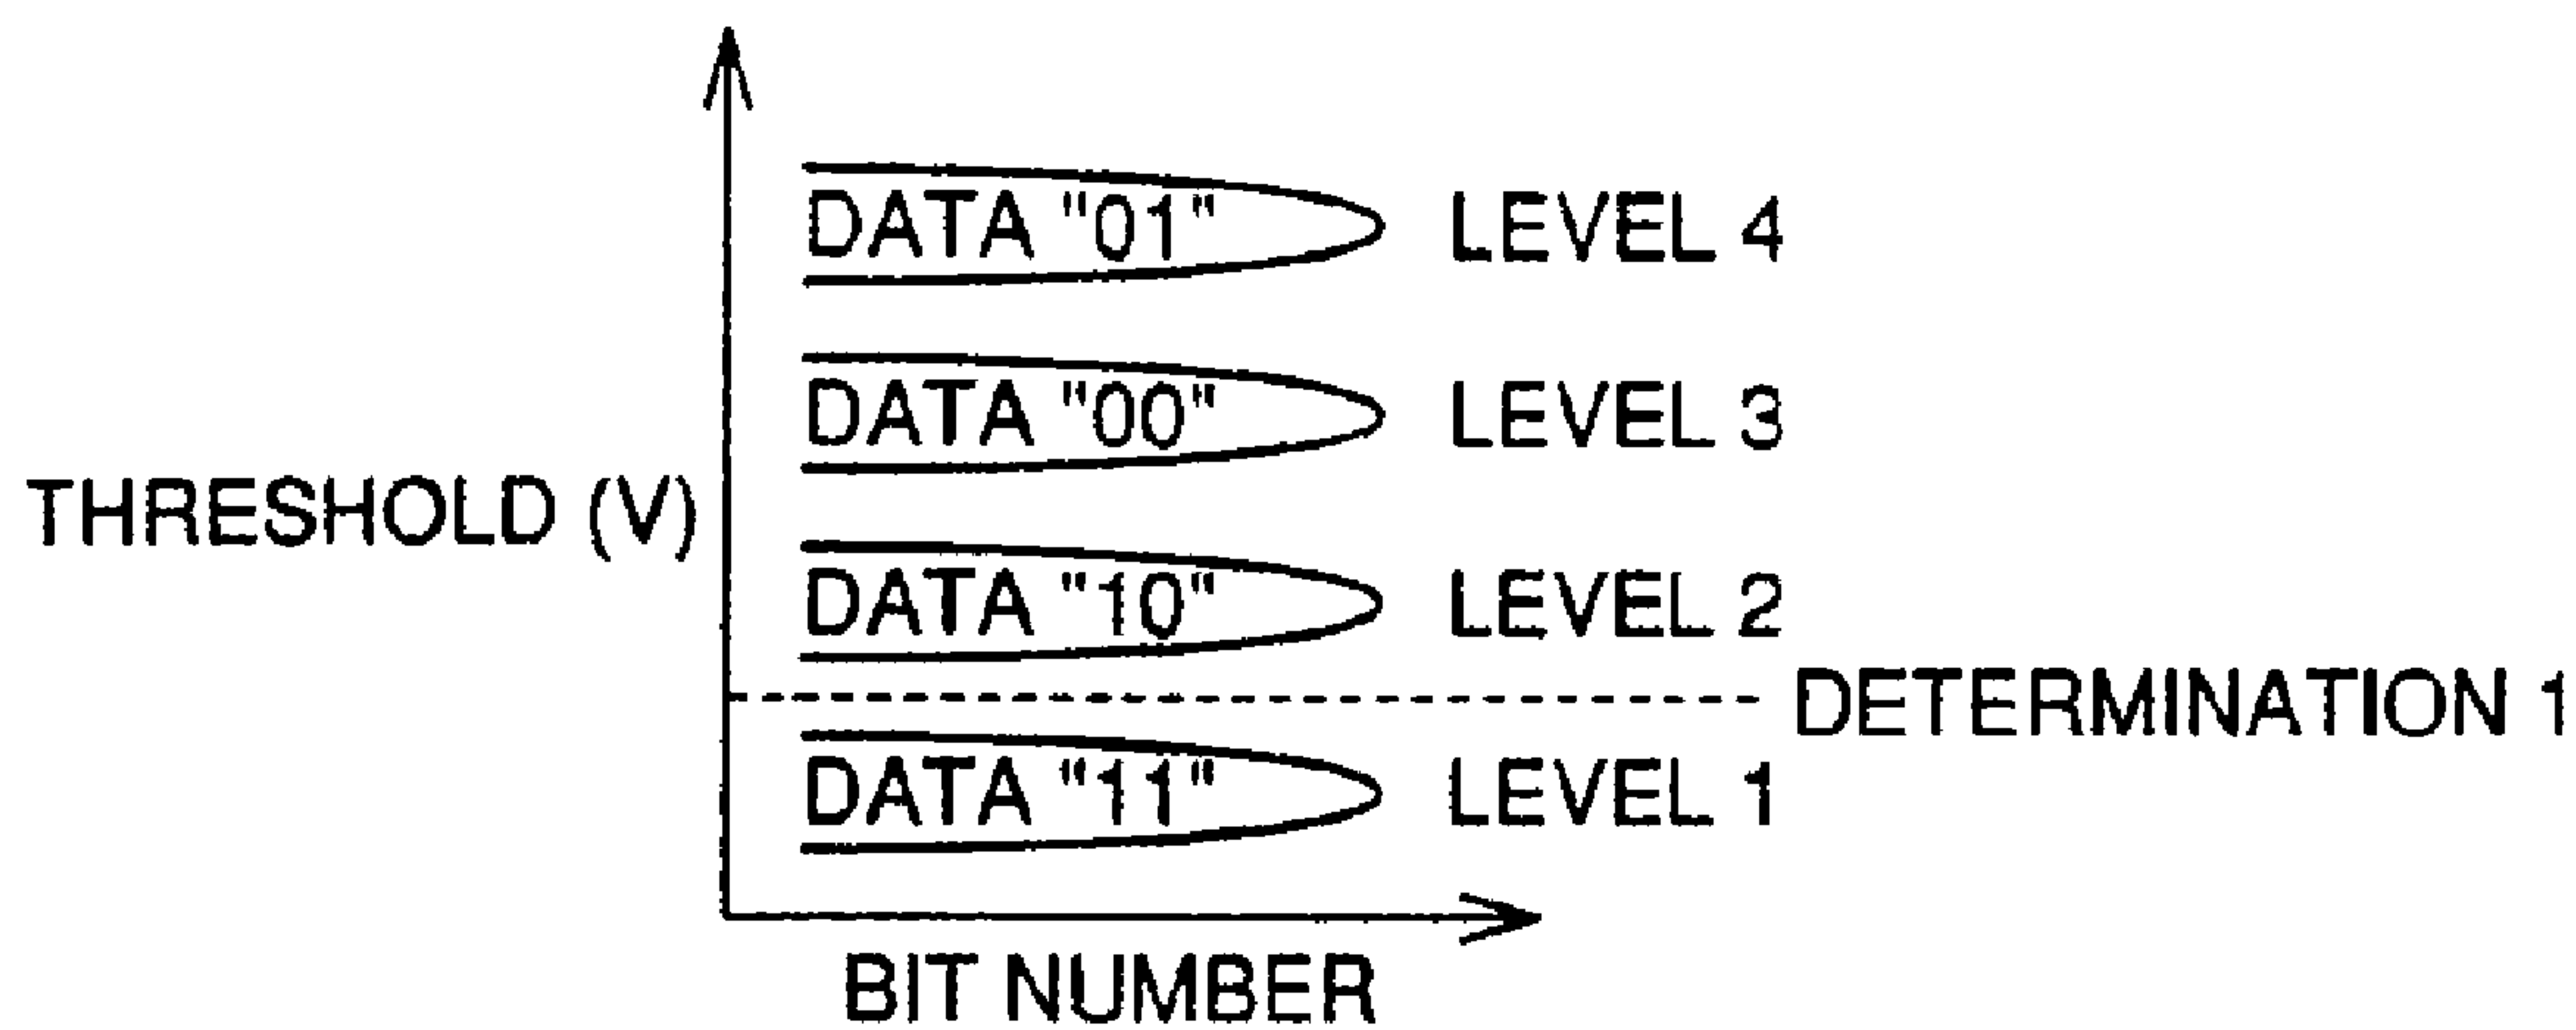 DATA "01" LEVEL 4
DATA "00" LEVEL 3
THRESHOLD (V)
DATA "10" LEVEL 2
DETERMINATION 1
DATA "11" LEVEL 1
BIT NUMBER